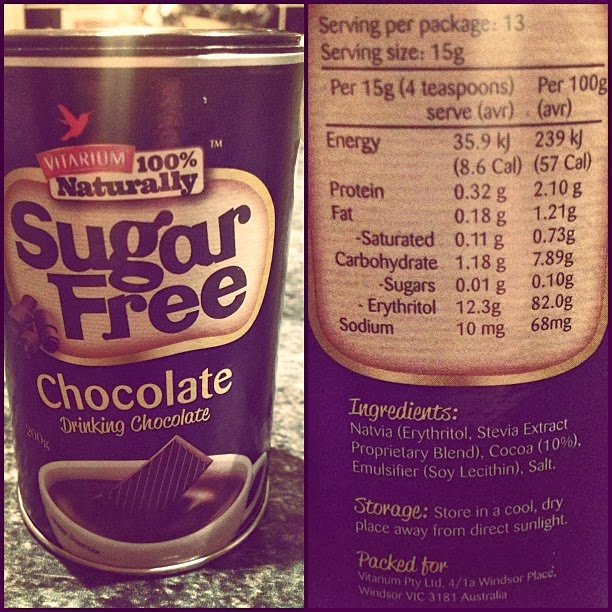 VITARIUM
100%
Naturally
TM
Sugar
Free
Chocolate
Drinking Chocolate
200g
Serving per package: 13
Serving size: 15g
Per 15g (4 teaspoons) serve (avr) Per 100g (avr)
Energy 35.9 kJ 239 kJ
(8.6 Cal) (57 Cal)
Protein 0.32 g 2.10 g
Fat 0.18 g 1.21g
-Saturated 0.11 g 0.73g
Carbohydrate 1.18 g 7.89g
-Sugars 0.01 g 0.10g
- Erythritol 12.3g 82.0g
Sodium 10 mg 68mg
Ingredients:
Natvia (Erythritol, Stevia Extract
Proprietary Blend), Cocoa (10%),
Emulsifier (Soy Lecithin), Salt.
Storage: Store in a cool, dry
place away from direct sunlight.
Packed for
Vitarium Pty Ltd, 4/1a Windsor Place,
Windsor VIC 3181 Australia